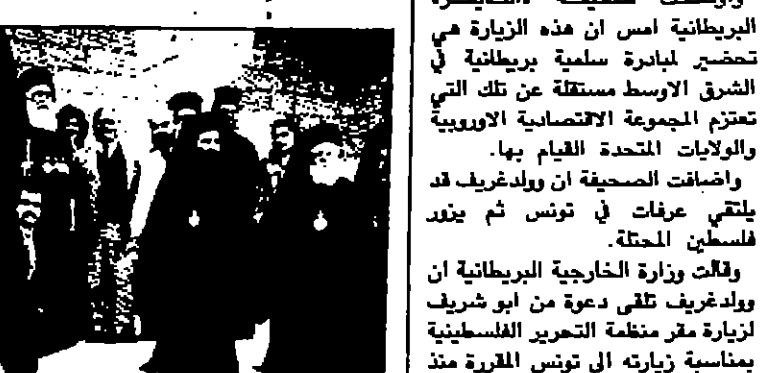 البريطانية امس ان هذه الزيارة هي
تحضير لمبادرة سلمية بريطانية في
الشرق الاوسط مستقلة عن تلك التي
تعتزم المجموعة الاقتصادية الاوروبية
والولايات المتحدة القيام بها.
واضافت الصحيفة ان وولدغريف قد
يلتقي عرفات في تونس ثم يزور
فلسطين المحتلة.
وقالت وزارة الخارجية البريطانية ان
وولدغريف تلقى دعوة من ابو شريف
لزيارة مقر منظمة التحرير الفلسطينية
بمناسبة زيارته الى تونس المقررة منذ